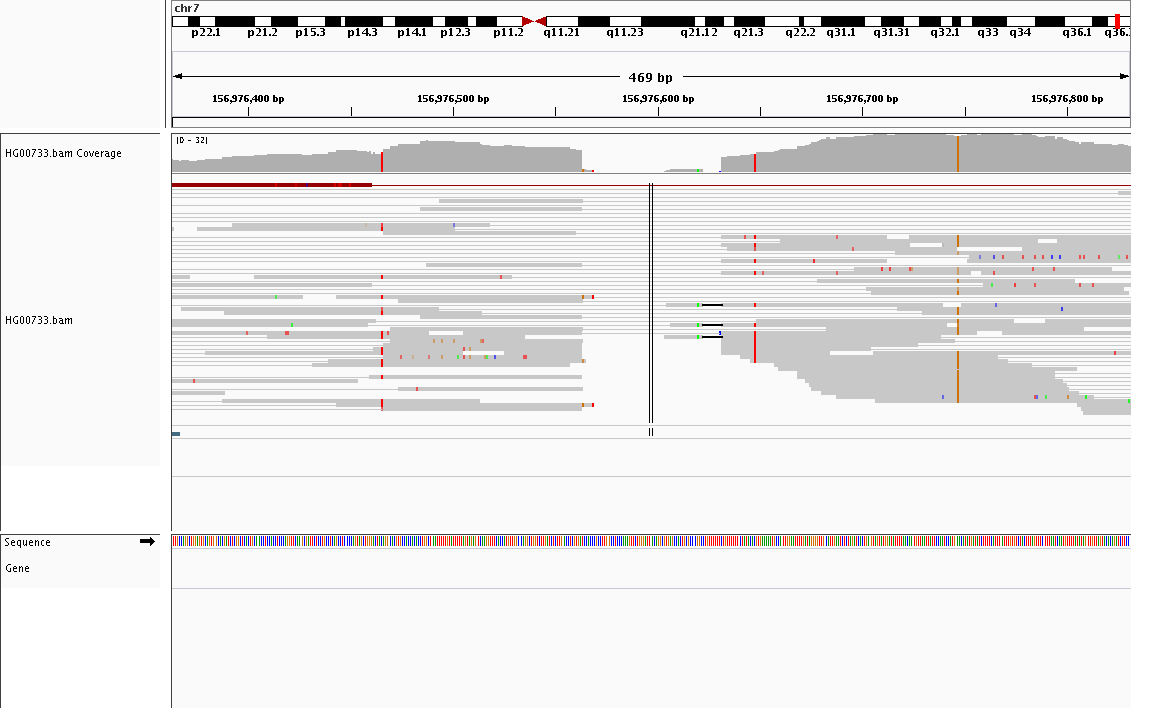 chr7
p22.1 p21.2 p15.3 p14.3 p14.1 p12.3 p11.2 q11.21 q11.23 q21.12 q21.3 q22.2 q31.1 q31.31 q32.1 q33 q34 q36.1 q36.
469 bp
156,976,400 bp 156,976,500 bp 156,976,600 bp 156,976,700 bp 156,976,800 bp
[0 - 32]
HG00733.bam Coverage
HG00733.bam
Sequence
Gene